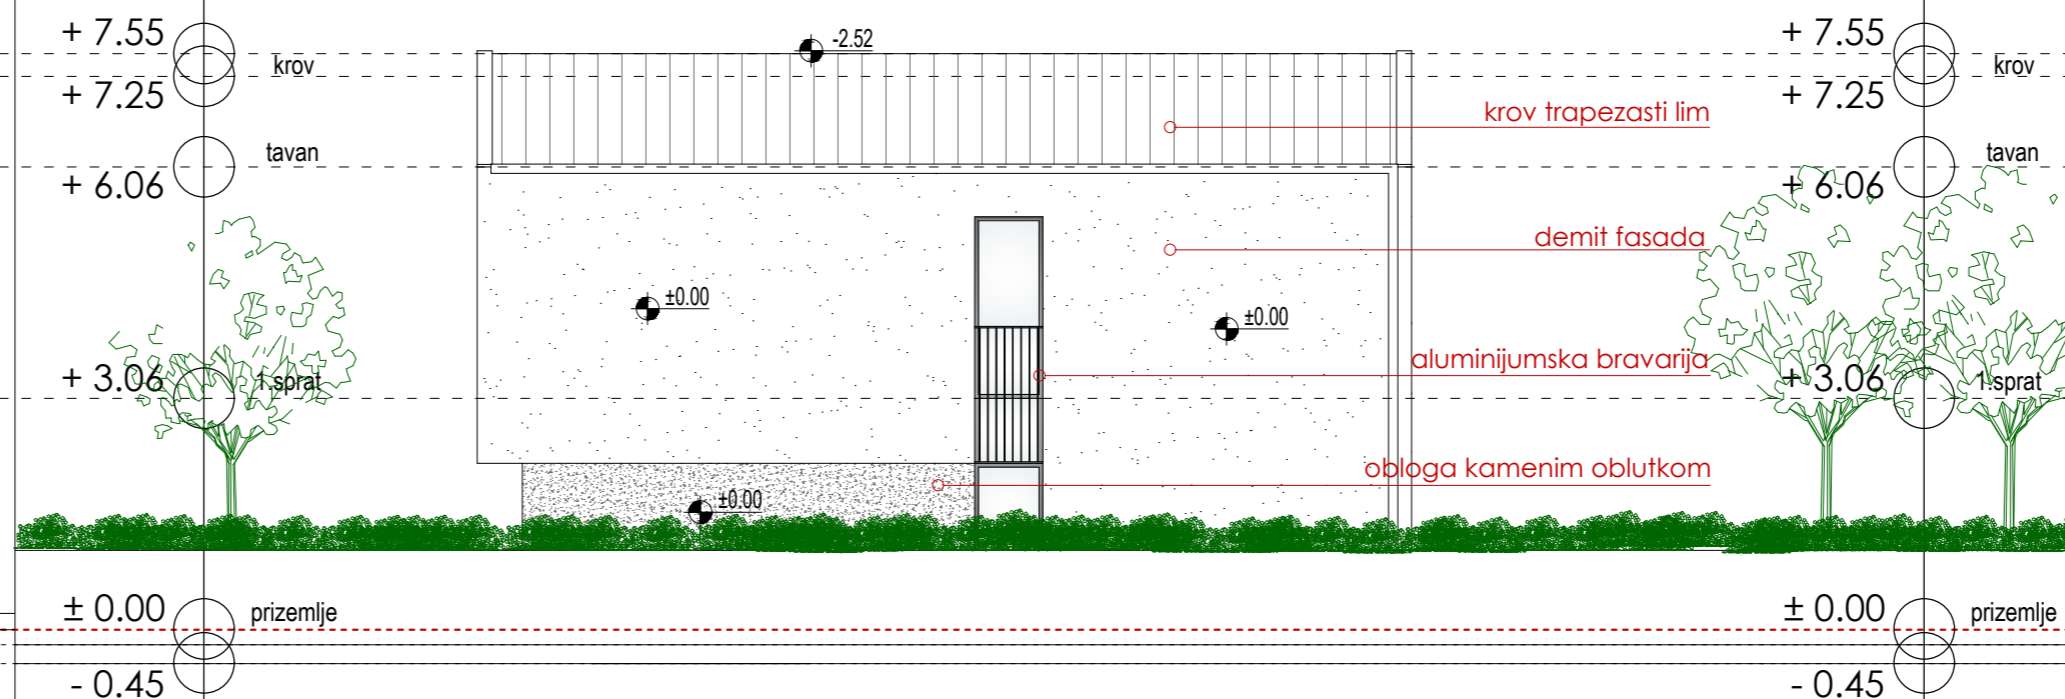 + 7.55
-2.52
+ 7.55
krov
krov
+ 7.25
+ 7.25
krov trapezasti lim
tavan
tavan
+ 6.06
+ 6.06
demit fasada
±0.00
±0.00
aluminijumska bravarija
+ 3.06
1.sprat
+ 3.06
1.sprat
obloga kamenim oblutkom
±0.00
± 0.00
prizemlje
± 0.00
prizemlje
- 0.45
- 0.45